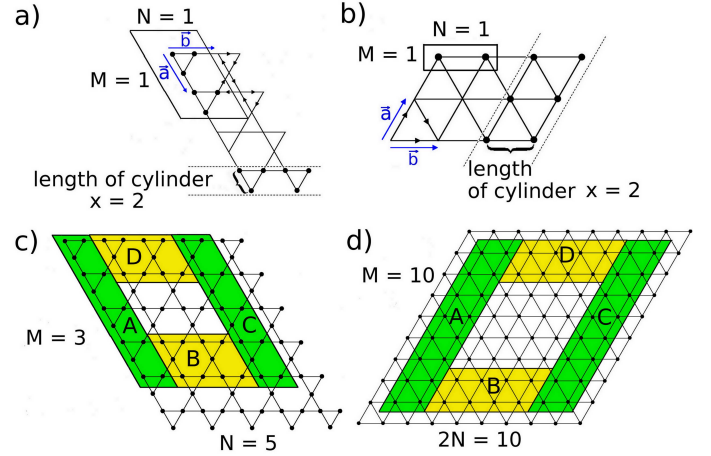 a)
N = 1
b⃗
a⃗
M = 1
length of cylinder
x = 2
b)
N = 1
M = 1
a⃗
b⃗
length
of cylinder x = 2
c)
D
A
C
B
M = 3
N = 5
d)
M = 10
D
A
C
B
2N = 10